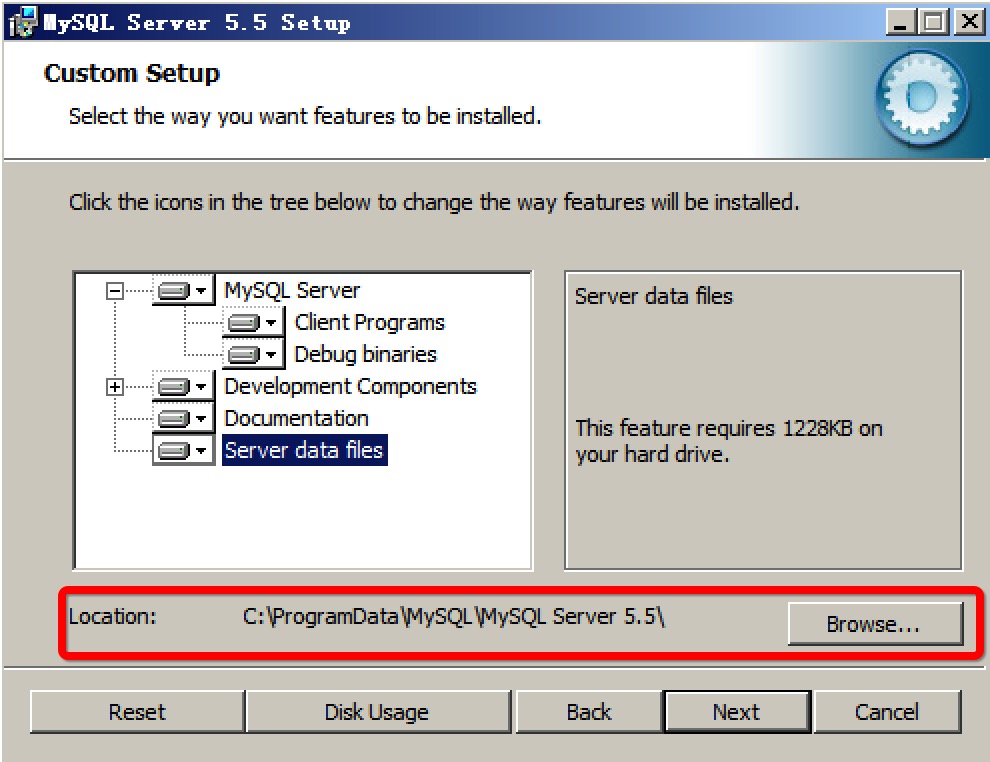 MySQL Server 5.5 Setup
Custom Setup
Select the way you want features to be installed.
Click the icons in the tree below to change the way features will be installed.
MySQL Server
Client Programs
Debug binaries
Development Components
Documentation
Server data files
Server data files
This feature requires 1228KB on
your hard drive.
Location: C:\ProgramData\MySQL\MySQL Server 5.5\ Browse...
Reset Disk Usage Back Next Cancel